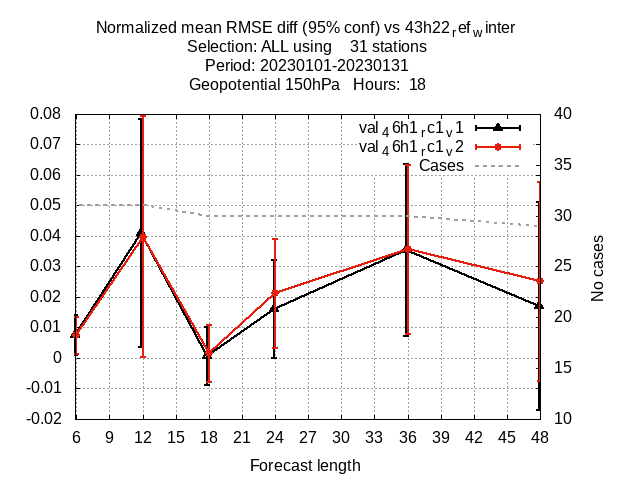 Normalized mean RMSE diff (95% conf) vs 43h22refwinter
Selection: ALL using 31 stations
Period: 20230101-20230131
Geopotential 150hPa Hours: 18
0.08
0.07
0.06
0.05
0.04
0.03
0.02
0.01
0
-0.01
-0.02
val46h1rc1v1
val46h1rc1v2
Cases
40
35
30
25
20
15
10
No cases
6 9 12 15 18 21 24 27 30 33 36 39 42 45 48
Forecast length